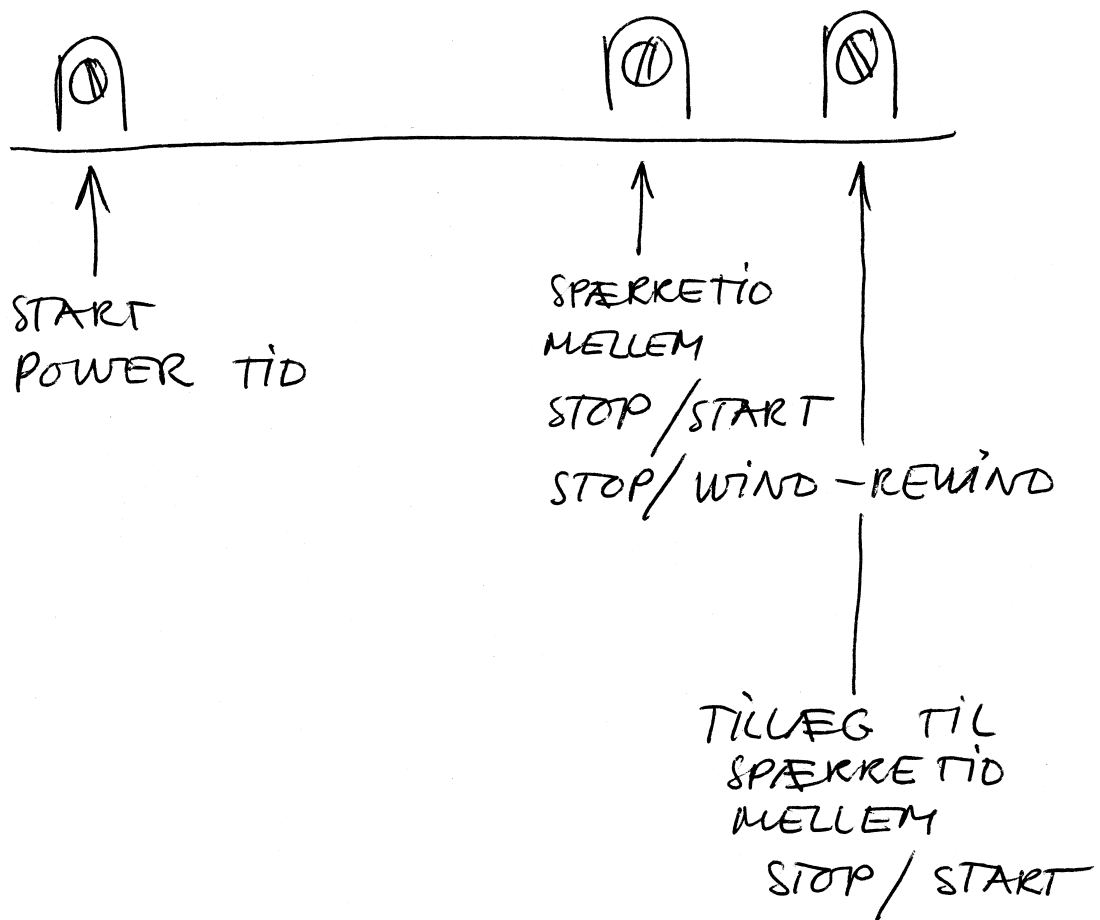 START
POWER TID
SPÆRRETID
MELLEM
STOP/START
STOP/WIND-REWIND
TILLÆG TIL
SPÆRRETID
MELLEM
STOP/START